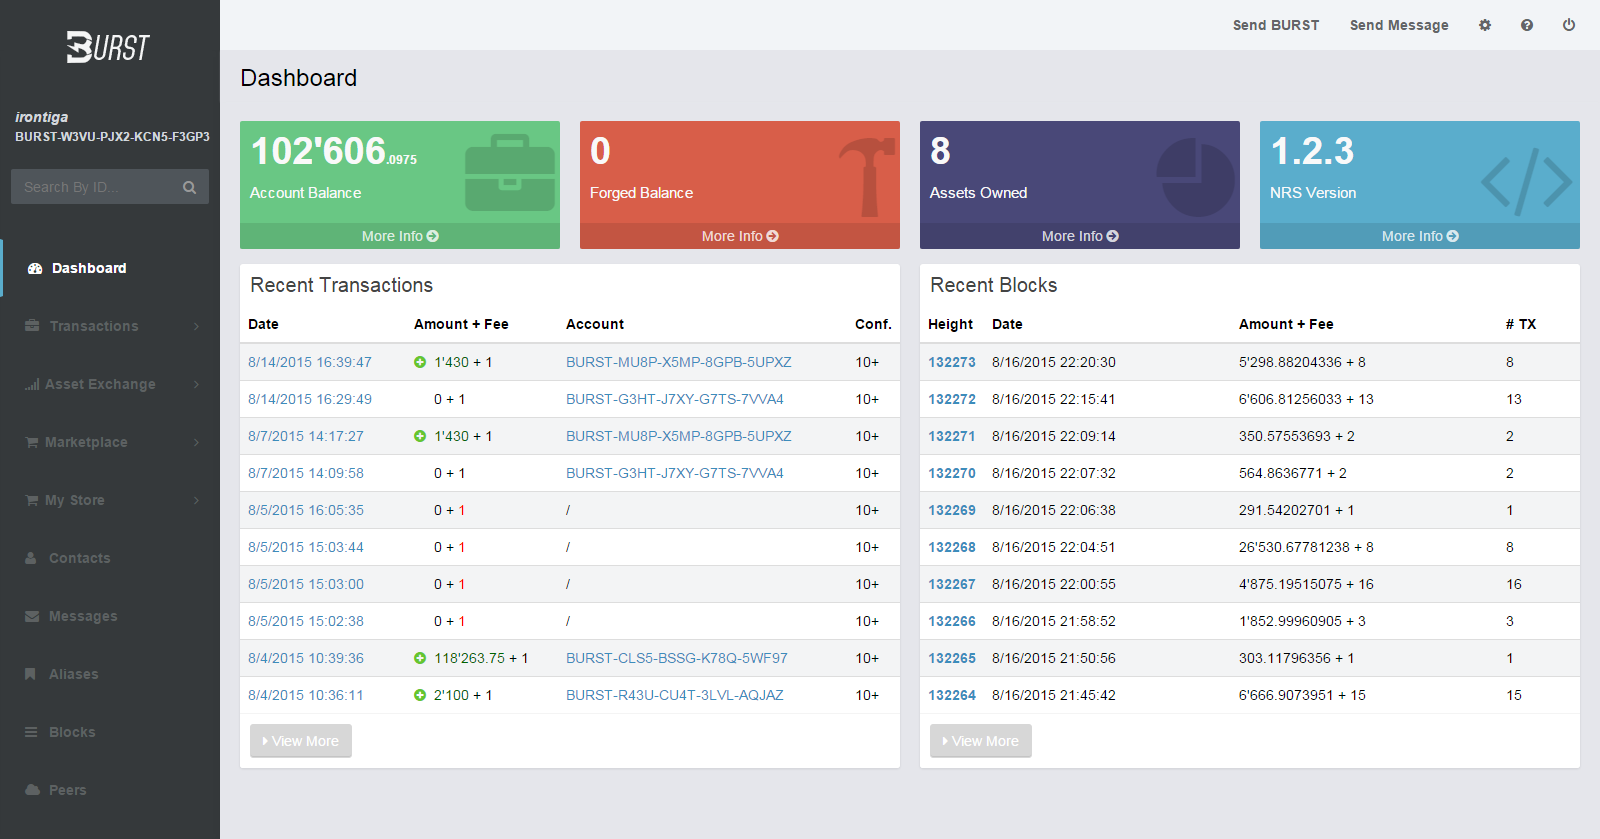 BURST
irontiga
BURST-W3VU-PJX2-KCN5-F3GP3
Search By ID...
Dashboard
Transactions
Asset Exchange
Marketplace
My Store
Contacts
Messages
Aliases
Blocks
Peers
Send BURST Send Message
Dashboard
102'606.0975
Account Balance
More Info
0
Forged Balance
More Info
8
Assets Owned
More Info
1.2.3
NRS Version
More Info
Recent Transactions
Date Amount + Fee Account Conf.
8/14/2015 16:39:47 1'430 + 1 BURST-MU8P-X5MP-8GPB-5UPXZ 10+
8/14/2015 16:29:49 0 + 1 BURST-G3HT-J7XY-G7TS-7VVA4 10+
8/7/2015 14:17:27 1'430 + 1 BURST-MU8P-X5MP-8GPB-5UPXZ 10+
8/7/2015 14:09:58 0 + 1 BURST-G3HT-J7XY-G7TS-7VVA4 10+
8/5/2015 16:05:35 0 + 1 / 10+
8/5/2015 15:03:44 0 + 1 / 10+
8/5/2015 15:03:00 0 + 1 / 10+
8/5/2015 15:02:38 0 + 1 / 10+
8/4/2015 10:39:36 118'263.75 + 1 BURST-CLS5-BSSG-K78Q-5WF97 10+
8/4/2015 10:36:11 2'100 + 1 BURST-R43U-CU4T-3LVL-AQJAZ 10+
View More
Recent Blocks
Height Date Amount + Fee # TX
132273 8/16/2015 22:20:30 5'298.88204336 + 8 8
132272 8/16/2015 22:15:41 6'606.81256033 + 13 13
132271 8/16/2015 22:09:14 350.57553693 + 2 2
132270 8/16/2015 22:07:32 564.8636771 + 2 2
132269 8/16/2015 22:06:38 291.54202701 + 1 1
132268 8/16/2015 22:04:51 26'530.67781238 + 8 8
132267 8/16/2015 22:00:55 4'875.19515075 + 16 16
132266 8/16/2015 21:58:52 1'852.99960905 + 3 3
132265 8/16/2015 21:50:56 303.11796356 + 1 1
132264 8/16/2015 21:45:42 6'666.9073951 + 15 15
View More